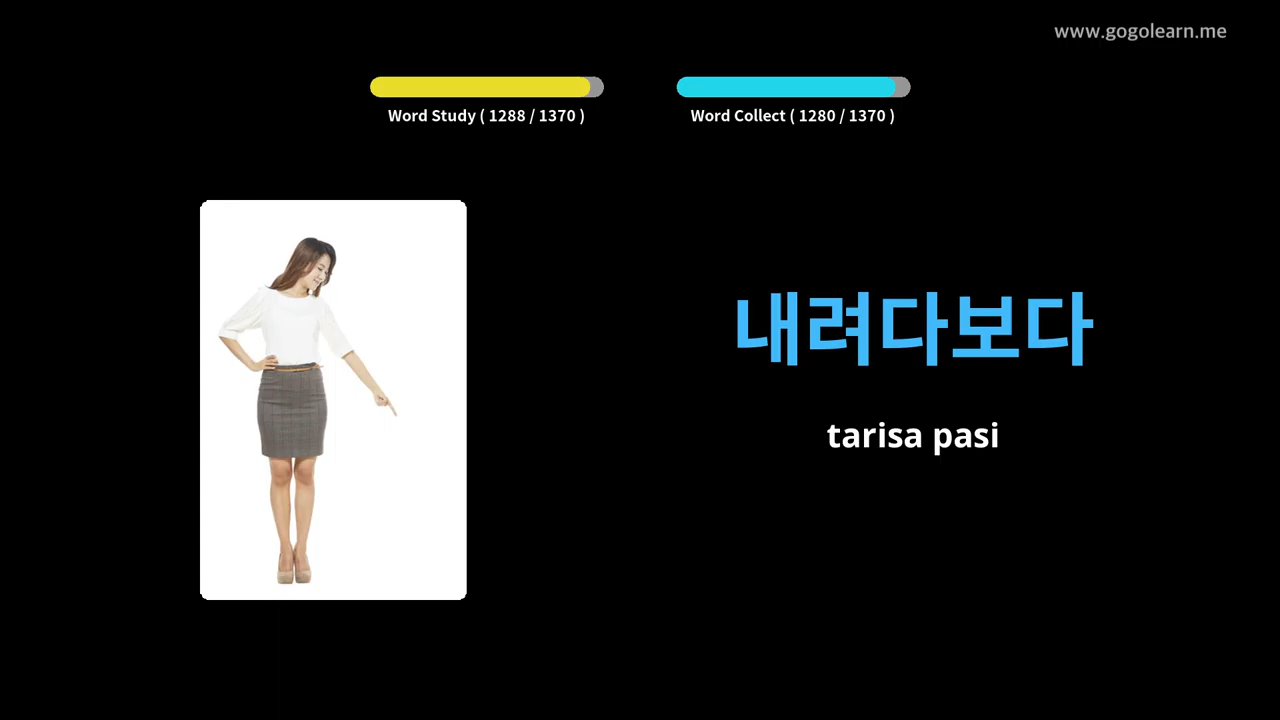 www.gogolearn.me
Word Study ( 1288 / 1370 )
Word Collect ( 1280 / 1370 )
내려다보다
tarisa pasi